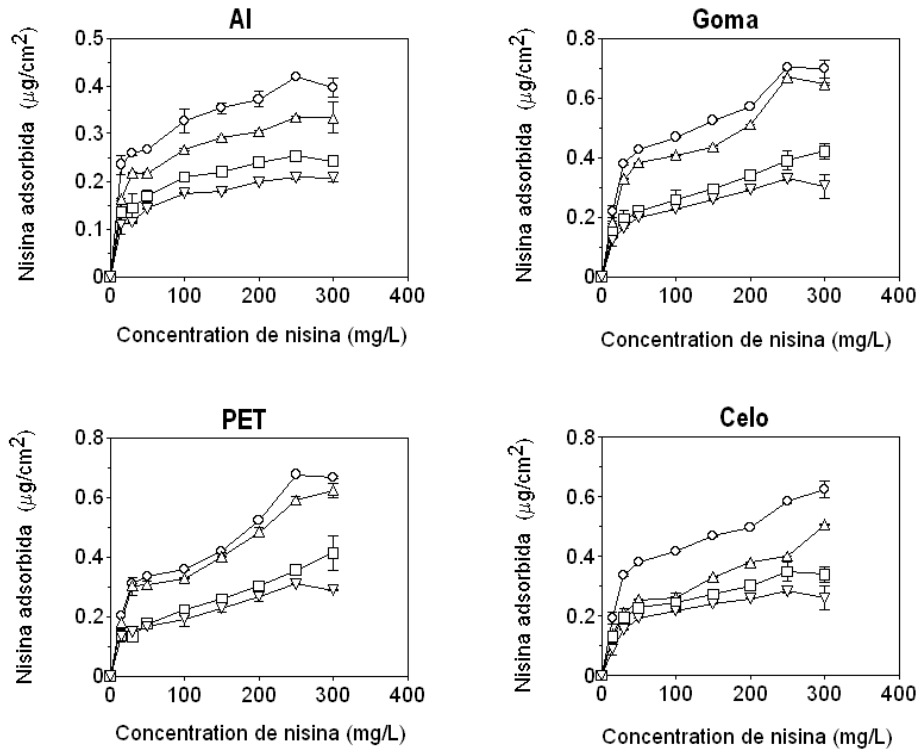 Al
Nisina adsorbida (µg/cm²)
0.5
0.4
0.3
0.2
0.1
0
0 100 200 300 400
Concentration de nisina (mg/L)
Goma
Nisina adsorbida (µg/cm²)
0.8
0.6
0.4
0.2
0
0 100 200 300 400
Concentration de nisina (mg/L)
PET
Nisina adsorbida (µg/cm²)
0.8
0.6
0.4
0.2
0
0 100 200 300 400
Concentration de nisina (mg/L)
Celo
Nisina adsorbida (µg/cm²)
0.8
0.6
0.4
0.2
0
0 100 200 300 400
Concentration de nisina (mg/L)